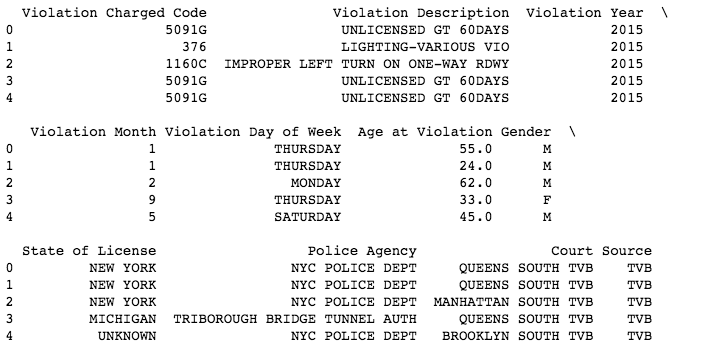 Violation Charged Code Violation Description Violation Year \
0 5091G UNLICENSED GT 60DAYS 2015
1 376 LIGHTING-VARIOUS VIO 2015
2 1160C IMPROPER LEFT TURN ON ONE-WAY RDWY 2015
3 5091G UNLICENSED GT 60DAYS 2015
4 5091G UNLICENSED GT 60DAYS 2015
Violation Month Violation Day of Week Age at Violation Gender \
0 1 THURSDAY 55.0 M
1 1 THURSDAY 24.0 M
2 2 MONDAY 62.0 M
3 9 THURSDAY 33.0 F
4 5 SATURDAY 45.0 M
State of License Police Agency Court Source
0 NEW YORK NYC POLICE DEPT QUEENS SOUTH TVB TVB
1 NEW YORK NYC POLICE DEPT QUEENS SOUTH TVB TVB
2 NEW YORK NYC POLICE DEPT MANHATTAN SOUTH TVB TVB
3 MICHIGAN TRIBOROUGH BRIDGE TUNNEL AUTH QUEENS SOUTH TVB TVB
4 UNKNOWN NYC POLICE DEPT BROOKLYN SOUTH TVB TVB